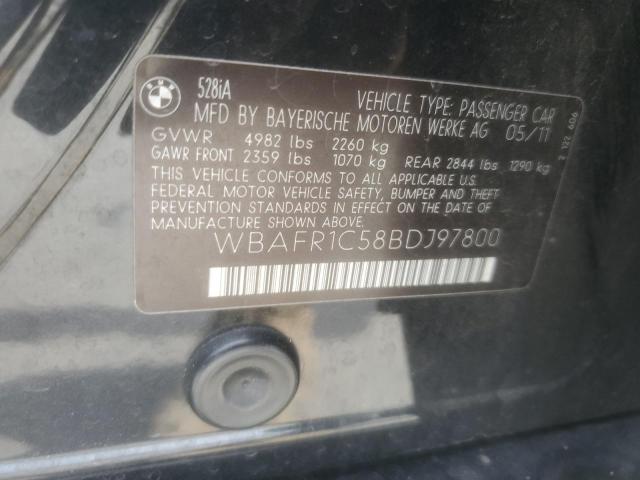 BMW
528iA
VEHICLE TYPE: PASSENGER CAR
MFD BY BAYERISCHE MOTOREN WERKE AG 05/11
GVWR 4982 lbs 2260 kg
GAWR FRONT 2359 lbs 1070 kg REAR 2844 lbs 1290 kg
THIS VEHICLE CONFORMS TO ALL APPLICABLE U.S.
FEDERAL MOTOR VEHICLE SAFETY, BUMPER AND THEFT
PREVENTION STANDARDS IN EFFECT ON THE DATE OF
MANUFACTURE SHOWN ABOVE.
WBAFR1C58BDJ97800
606